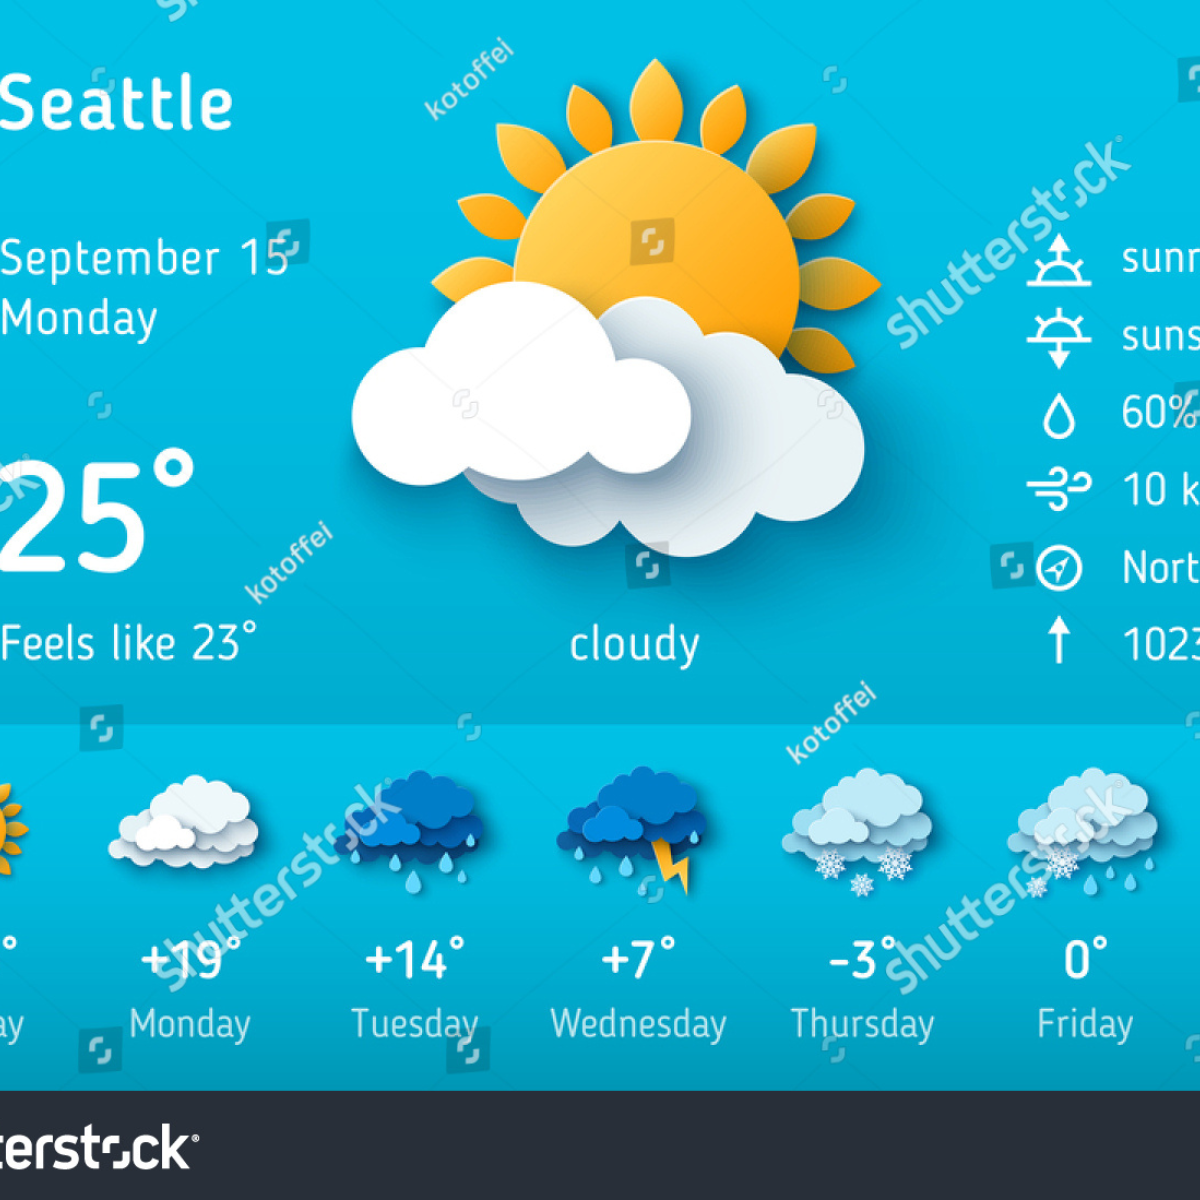 Seattle
September 15
Monday
25°
Feels like 23°
cloudy
sunr
suns
60%
10 k
Nort
1023
°
+19°
+14°
+7°
-3°
0°
ay
Monday
Tuesday
Wednesday
Thursday
Friday
kotoffei
shutterstock
kotoffei
kotoffei
shutterstock
shutterstock
terstock